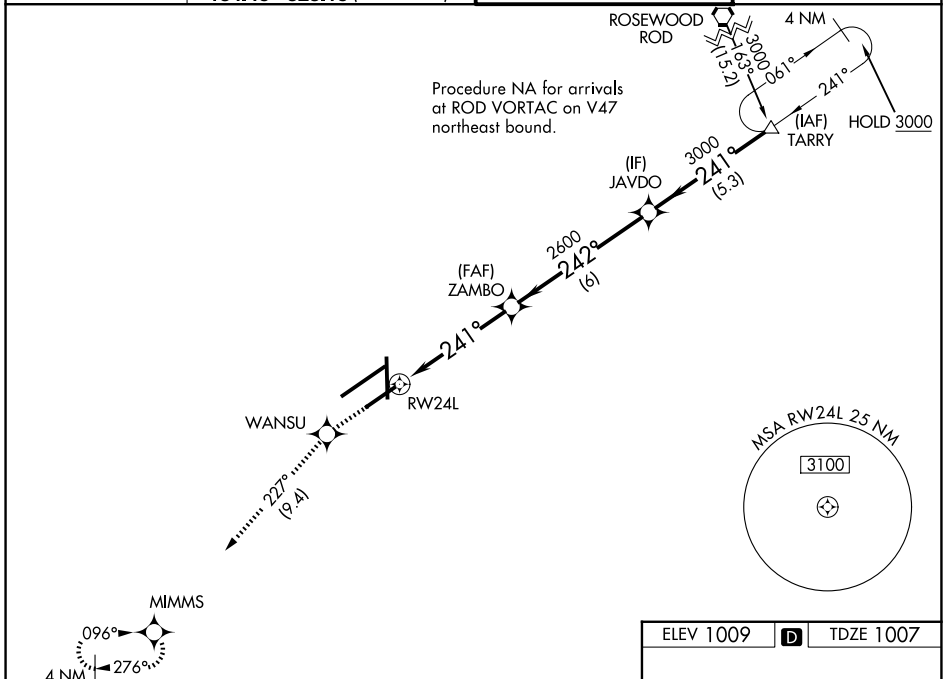 ROSEWOOD
ROD
4 NM
3000
163°
(15.2)
061°
241°
Procedure NA for arrivals
at ROD VORTAC on V47
northeast bound.
(IAF)
TARRY
HOLD 3000
3000
241°
(5.3)
(IF)
JAVDO
2600
242°
(6)
(FAF)
ZAMBO
241°
RW24L
WANSU
MSA RW24L 25 NM
3100
227°
(9.4)
MIMMS
096°
276°
4 NM
ELEV 1009
D
TDZE 1007